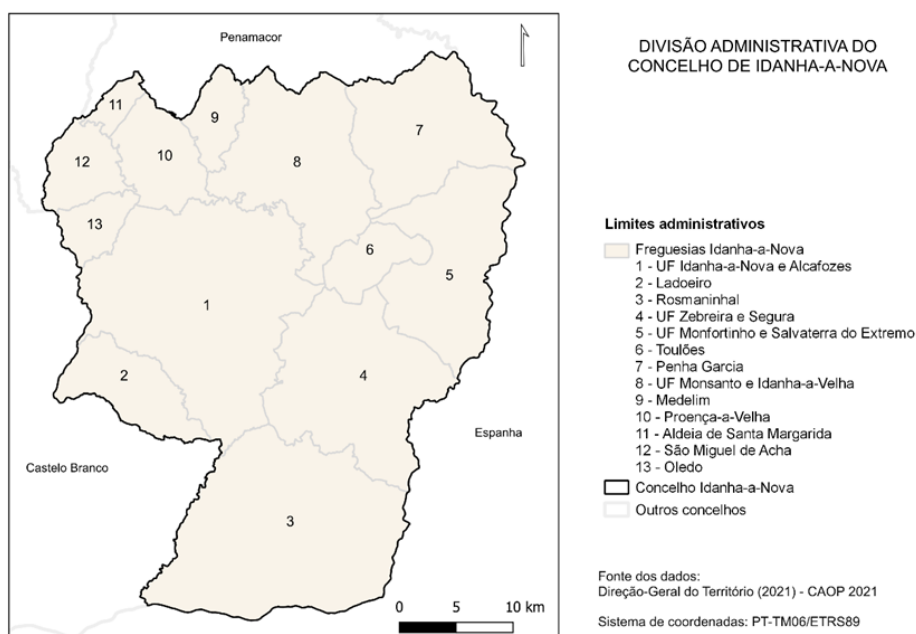 Penamacor
DIVISÃO ADMINISTRATIVA DO
CONCELHO DE IDANHA-A-NOVA
11
9
7
12
10
8
13
6
5
1
2
4
3
Espanha
Castelo Branco
0 5 10 km
Limites administrativos
Freguesias Idanha-a-Nova
1 - UF Idanha-a-Nova e Alcafozes
2 - Ladoeiro
3 - Rosmaninhal
4 - UF Zebreira e Segura
5 - UF Monfortinho e Salvaterra do Extremo
6 - Toulões
7 - Penha Garcia
8 - UF Monsanto e Idanha-a-Velha
9 - Medelim
10 - Proença-a-Velha
11 - Aldeia de Santa Margarida
12 - São Miguel de Acha
13 - Oledo
Concelho Idanha-a-Nova
Outros concelhos
Fonte dos dados:
Direção-Geral do Território (2021) - CAOP 2021
Sistema de coordenadas: PT-TM06/ETRS89